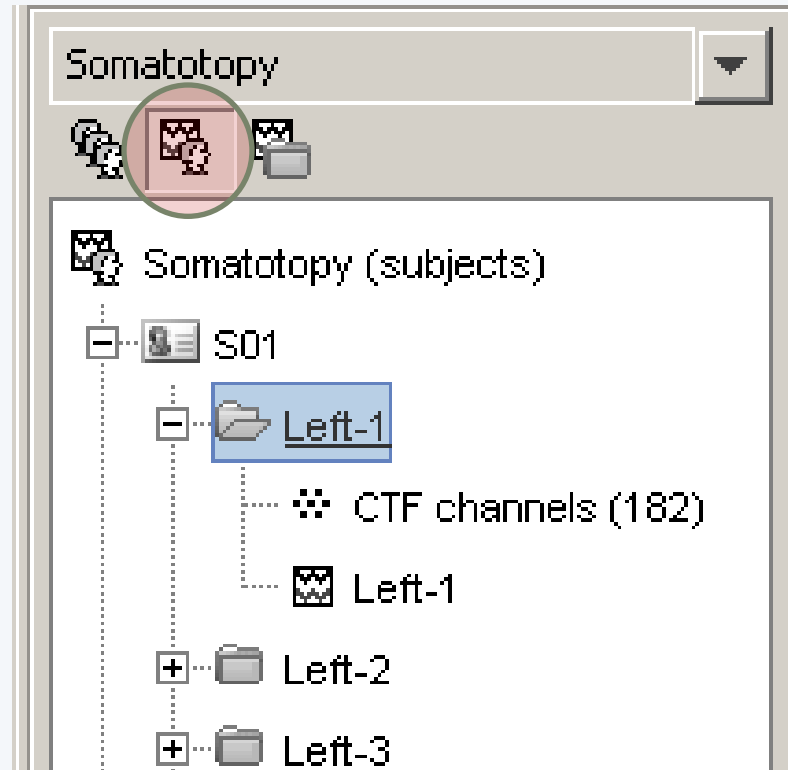 Somatotopy
Somatotopy (subjects)
S01
Left-1
CTF channels (182)
Left-1
Left-2
Left-3